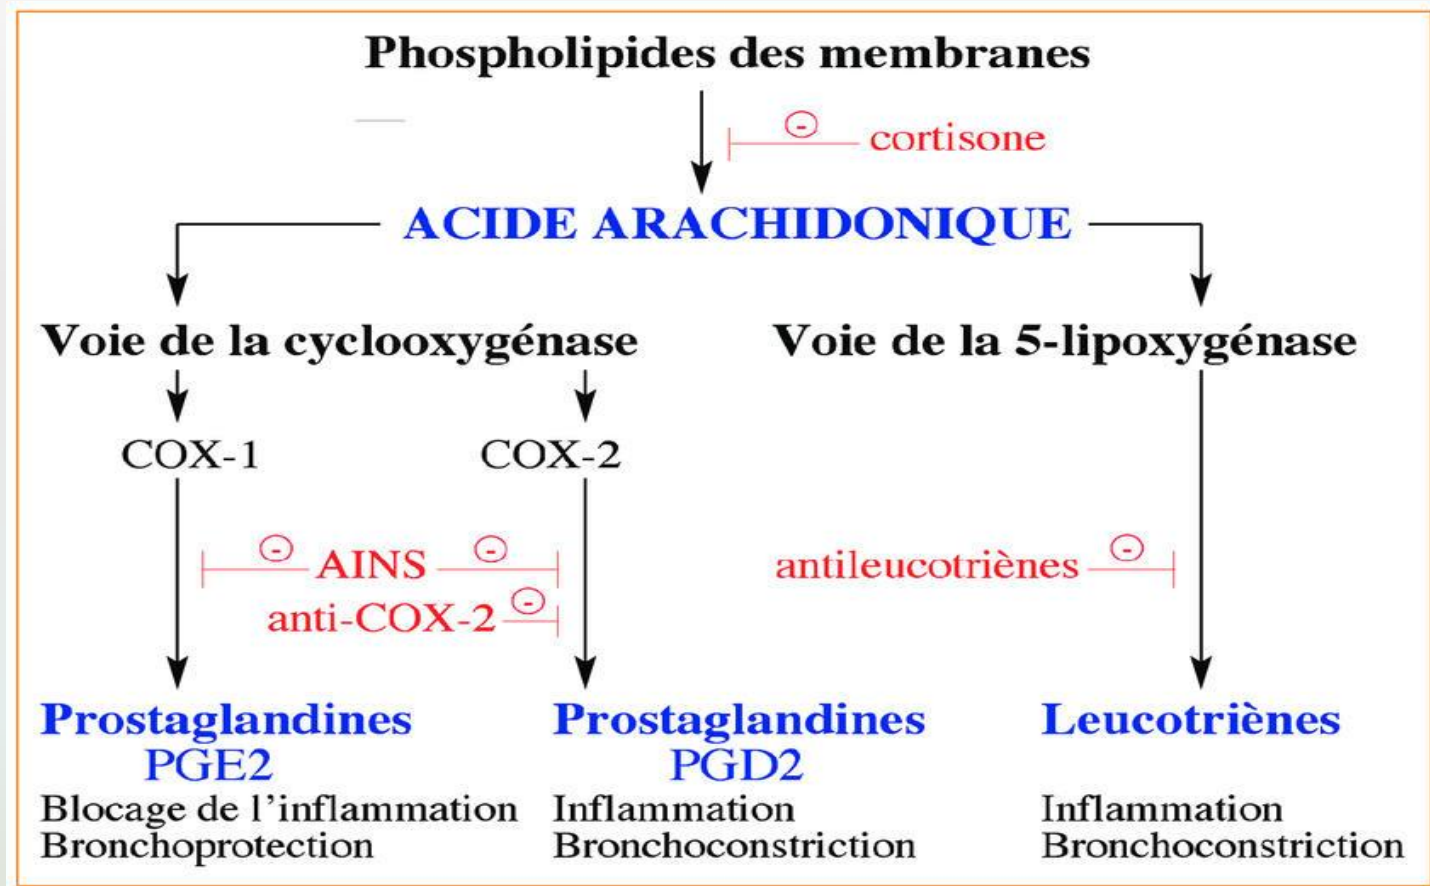 Phospholipides des membranes
-
cortisone
ACIDE ARACHIDONIQUE
Voie de la cyclooxygénase
Voie de la 5-lipoxygénase
COX-1
COX-2
- AINS -
anti-COX-2 -
antileucotriènes -
Prostaglandines
PGE2
Blocage de l’inflammation
Bronchoprotection
Prostaglandines
PGD2
Inflammation
Bronchoconstriction
Leucotriènes
Inflammation
Bronchoconstriction